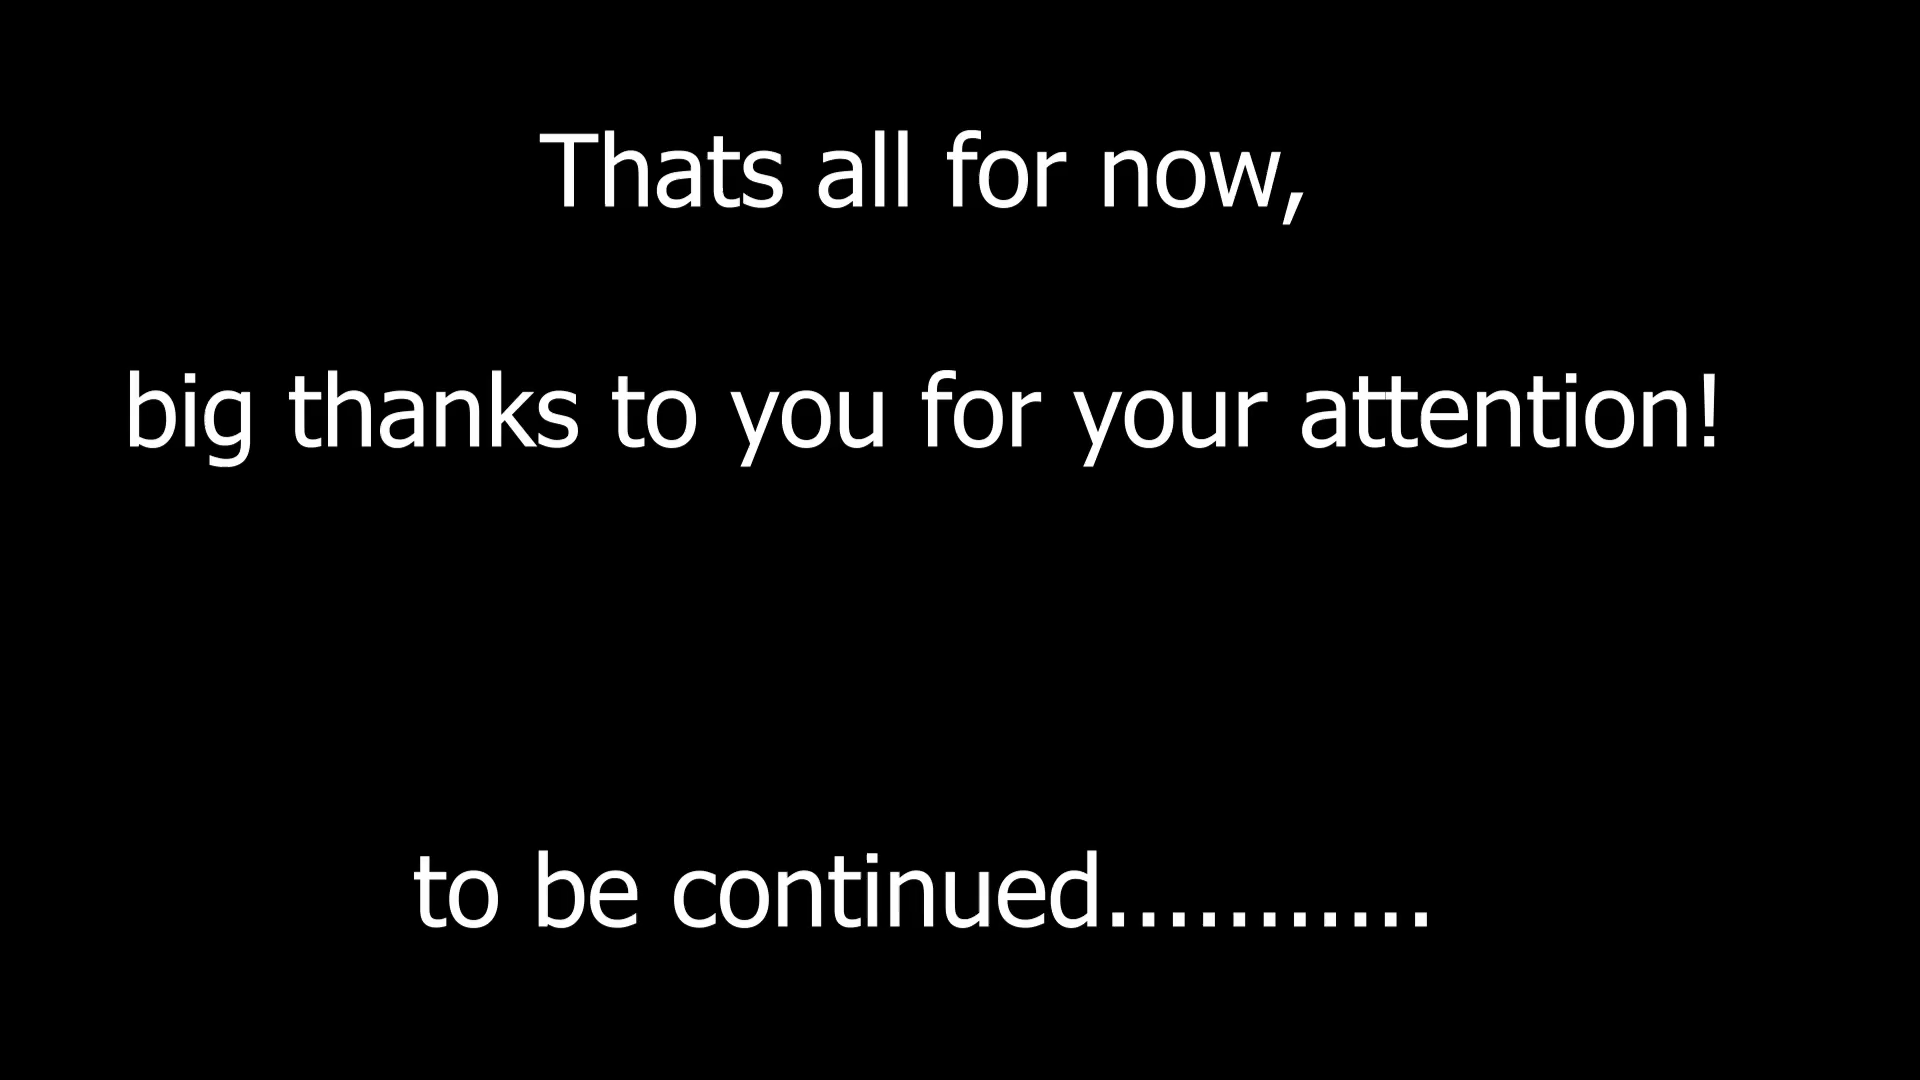 Thats all for now,
big thanks to you for your attention!
to be continued...........